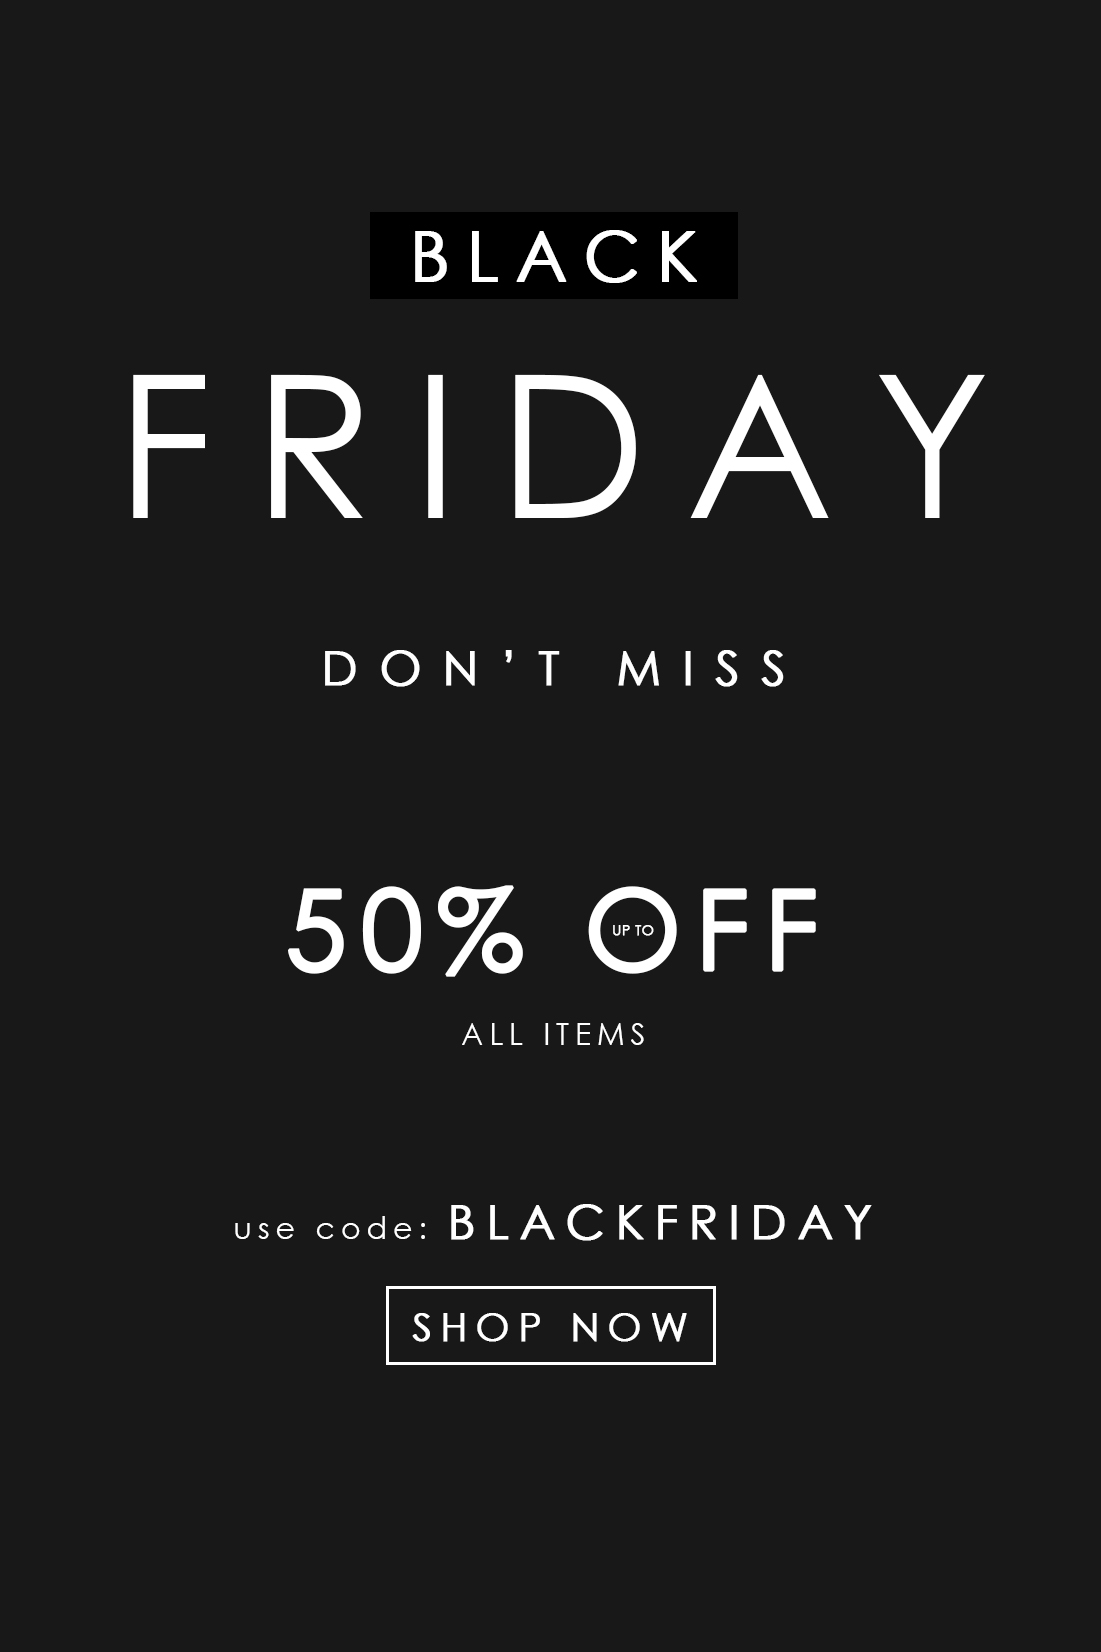 BLACK
FRIDAY
DON’T MISS
50% OFF
UP TO
ALL ITEMS
use code: BLACKFRIDAY
SHOP NOW